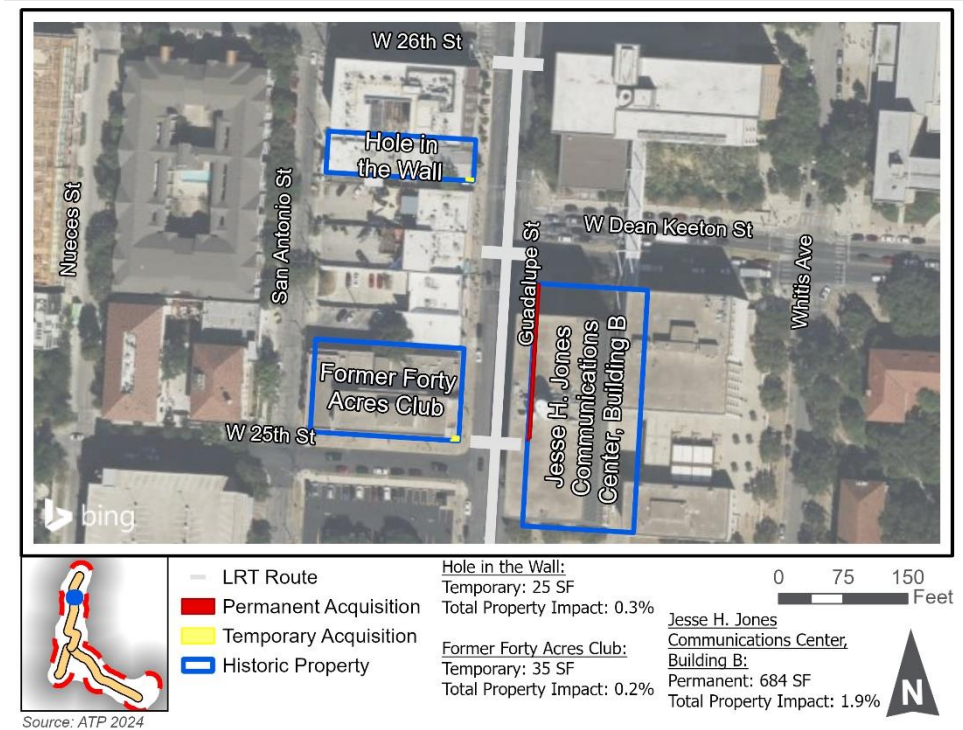 W 26th St
Hole in
the Wall
Nueces St
San Antonio St
Guadalupe St
W Dean Keeton St
Whitis Ave
Former Forty
Acres Club
Jesse H. Jones
Communications
Center, Building B
W 25th St
bing
LRT Route
Permanent Acquisition
Temporary Acquisition
Historic Property
Hole in the Wall:
Temporary: 25 SF
Total Property Impact: 0.3%
Former Forty Acres Club:
Temporary: 35 SF
Total Property Impact: 0.2%
Jesse H. Jones
Communications Center,
Building B:
Permanent: 684 SF
Total Property Impact: 1.9%
0 75 150
Feet
N
Source: ATP 2024